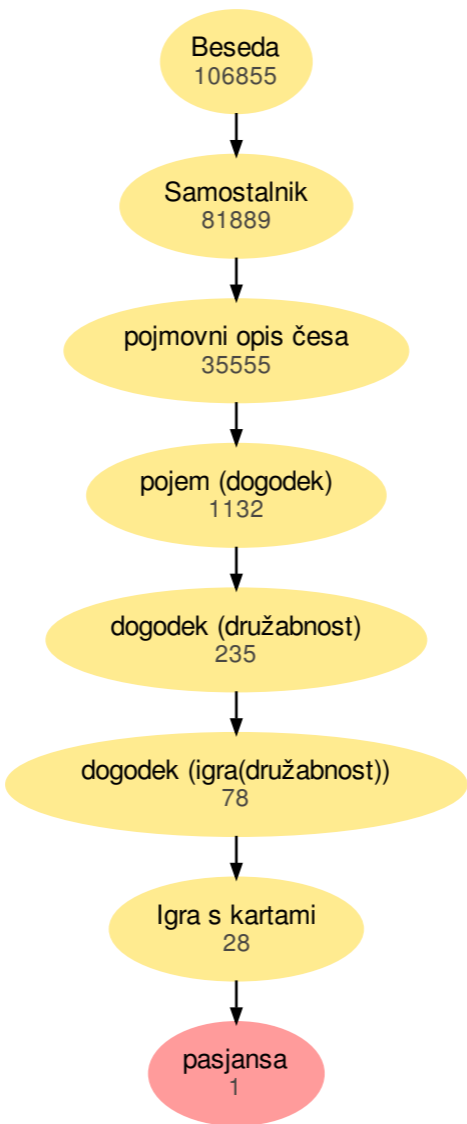 Beseda
106855
Samostalnik
81889
pojmovni opis česa
35555
pojem (dogodek)
1132
dogodek (družabnost)
235
dogodek (igra(družabnost))
78
Igra s kartami
28
pasjansa
1